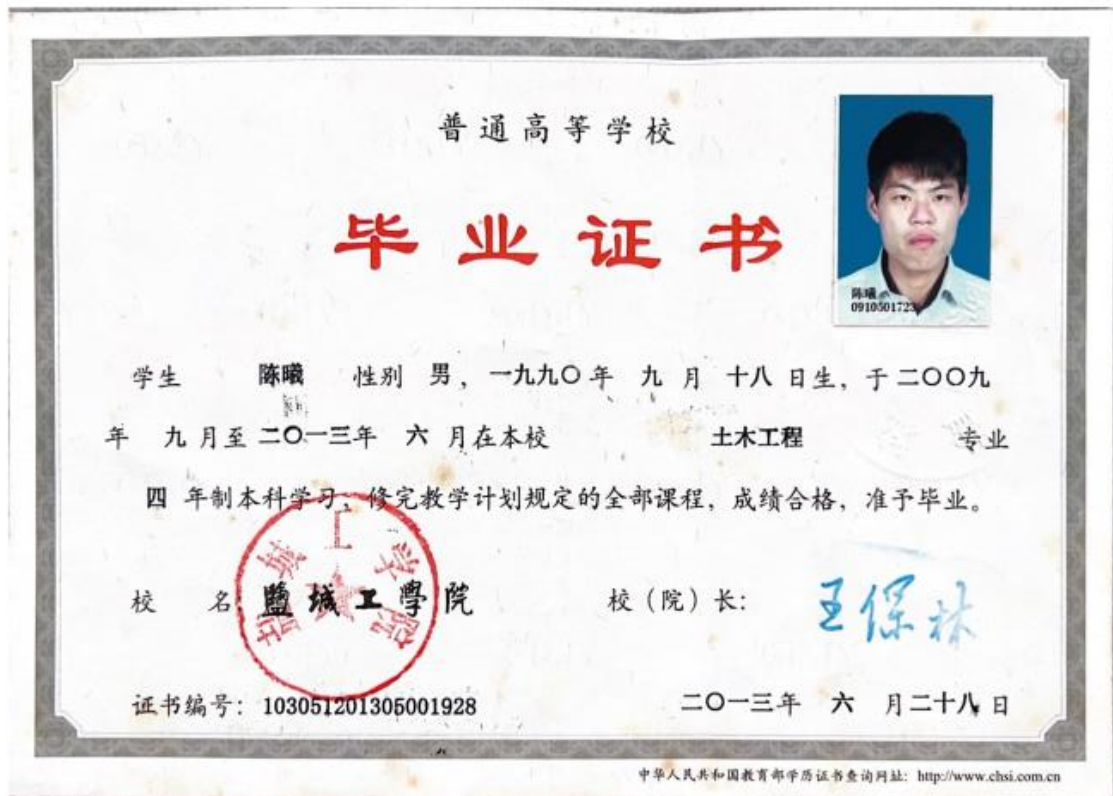 普通高等学校
毕业证书
陈曦
0910501723
学生 陈曦 性别 男，一九九〇年 九 月 十八 日生，于二〇〇九
年 九 月至二〇一三年 六 月在本校 土木工程 专业
四 年制本科学习，修完教学计划规定的全部课程，成绩合格，准予毕业。
盐城工学院
校 名：鹽城工學院 校（院）长：王保林
证书编号：103051201305001928 二〇一三年 六 月二十八日
中华人民共和国教育部学历证书查询网址：http://www.chsi.com.cn